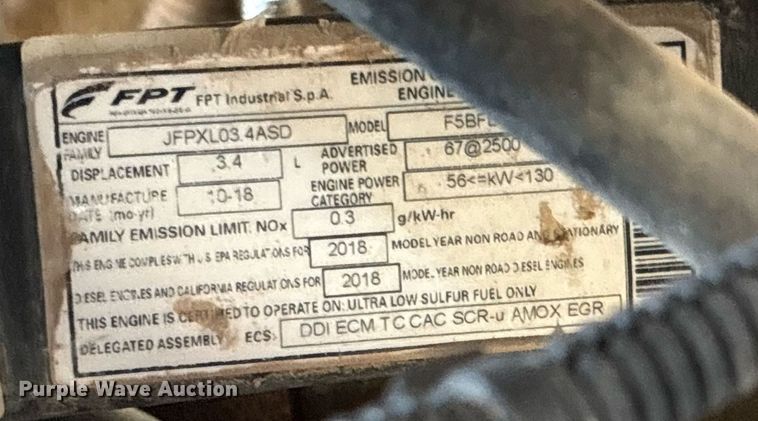 FPT FPT Industrial S.p.A. EMISSION
ENGINE
ENGINE FAMILY JFPXL03.4ASD MODEL F5BF
DISPLACEMENT 3.4 L ADVERTISED POWER 67@2500
MANUFACTURE DATE (mo-yr) 10-18 ENGINE POWER CATEGORY 56<=kW<130
FAMILY EMISSION LIMIT. NOx 0.3 g/kW-hr
THIS ENGINE COMPLIES WITH U S EPA REGULATIONS FOR 2018 MODEL YEAR NON ROAD AND STATIONARY
DIESEL ENGINES AND CALIFORNIA REGULATIONS FOR 2018 MODEL YEAR NON ROAD DIESEL ENGINES
THIS ENGINE IS CERTIFIED TO OPERATE ON: ULTRA LOW SULFUR FUEL ONLY
DELEGATED ASSEMBLY ECS: DDI ECM TC CAC SCR-u AMOX EGR
Purple Wave Auction